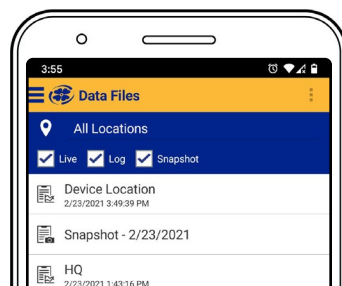 3:55
Data Files
All Locations
Live Log Snapshot
Device Location
2/23/2021 3:49:39 PM
Snapshot - 2/23/2021
HQ
2/23/2021 1:43:16 PM